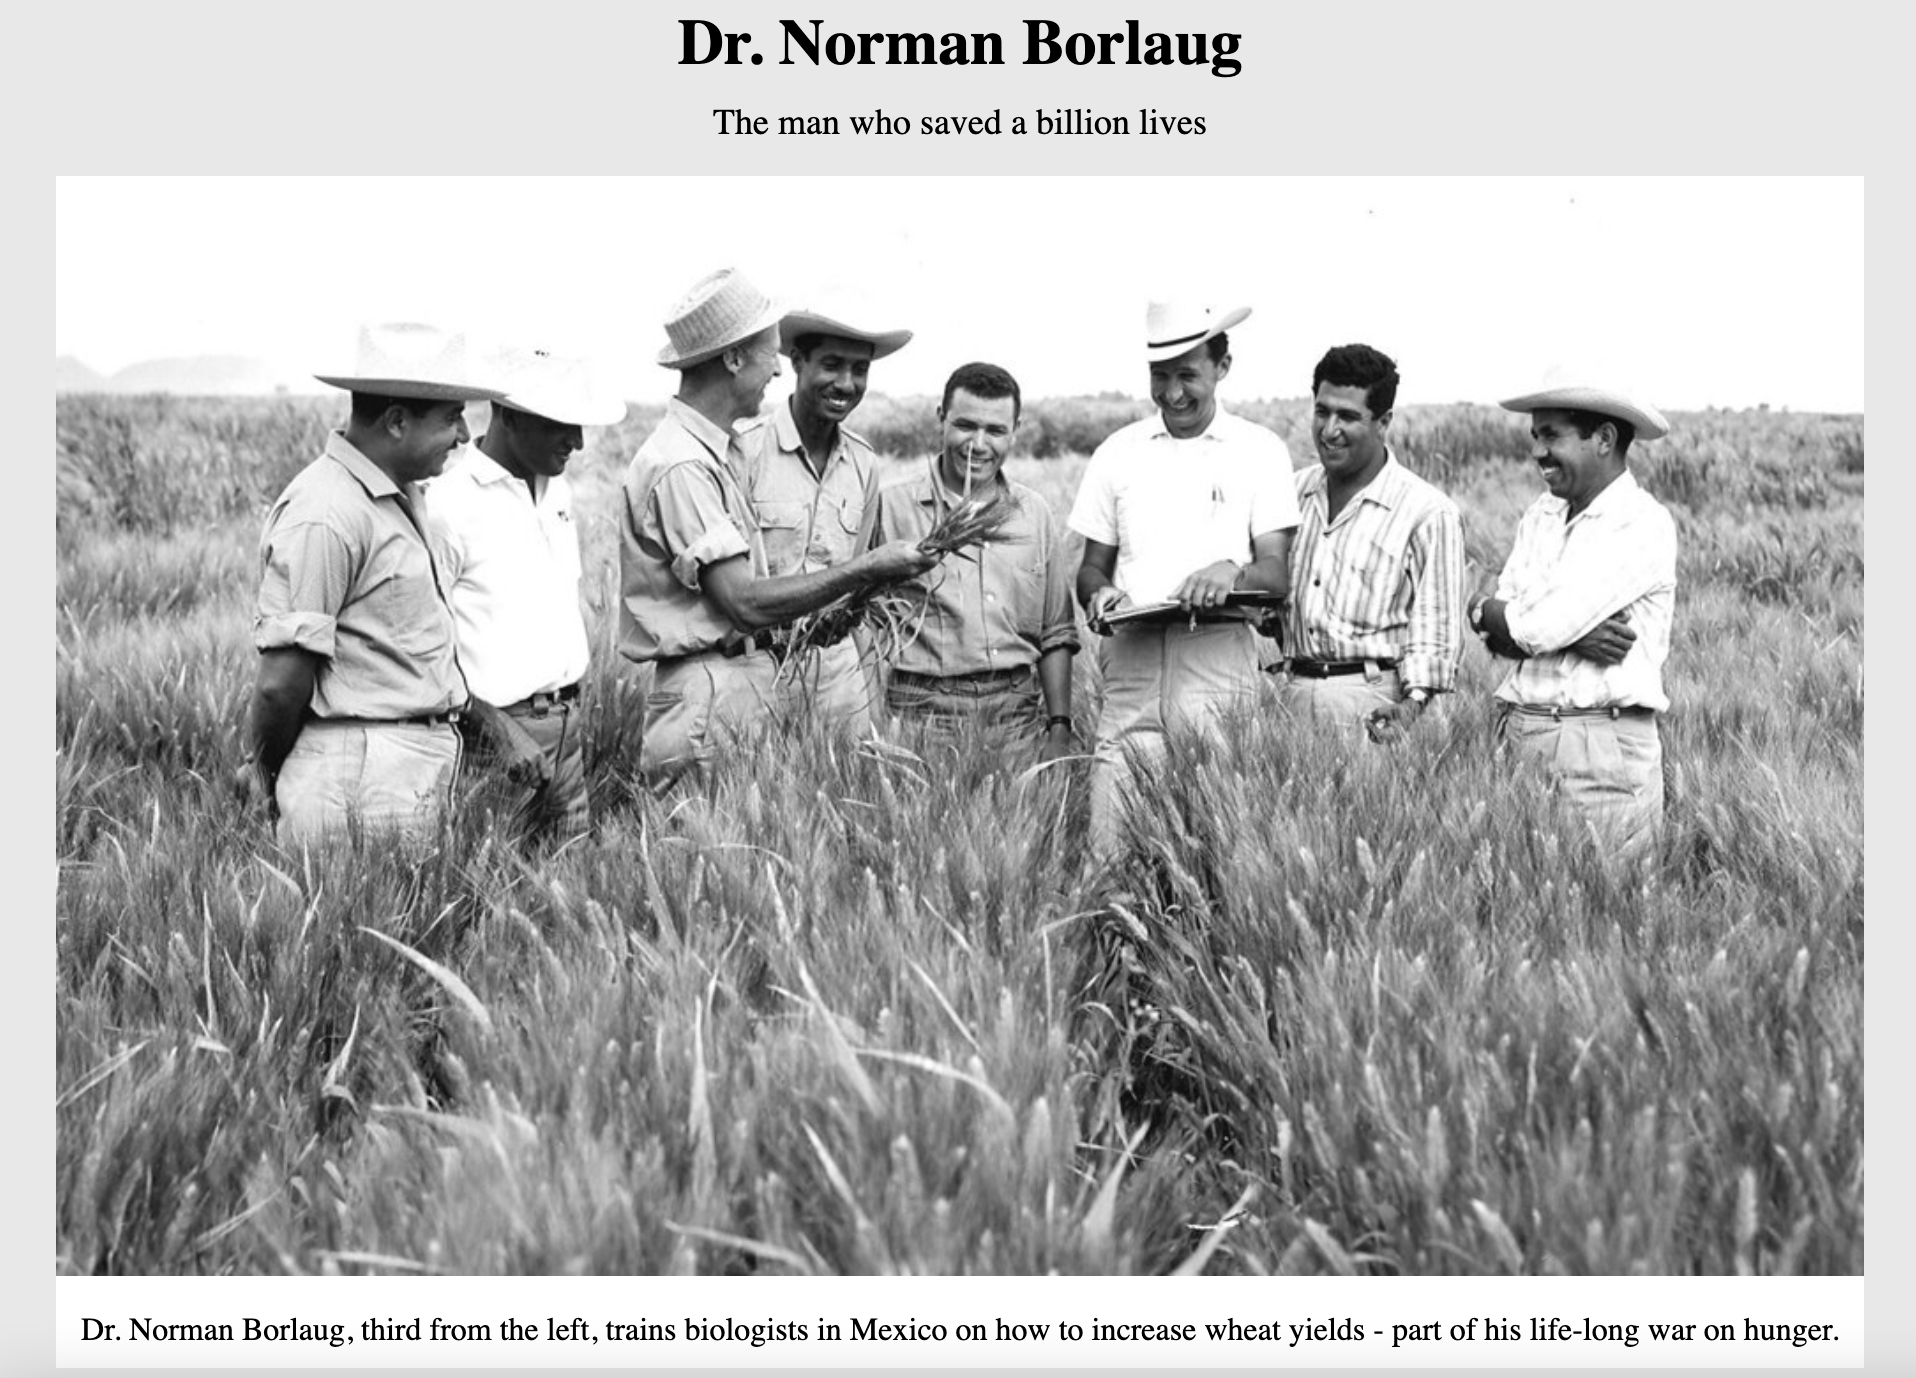 Dr. Norman Borlaug
The man who saved a billion lives
Dr. Norman Borlaug, third from the left, trains biologists in Mexico on how to increase wheat yields - part of his life-long war on hunger.